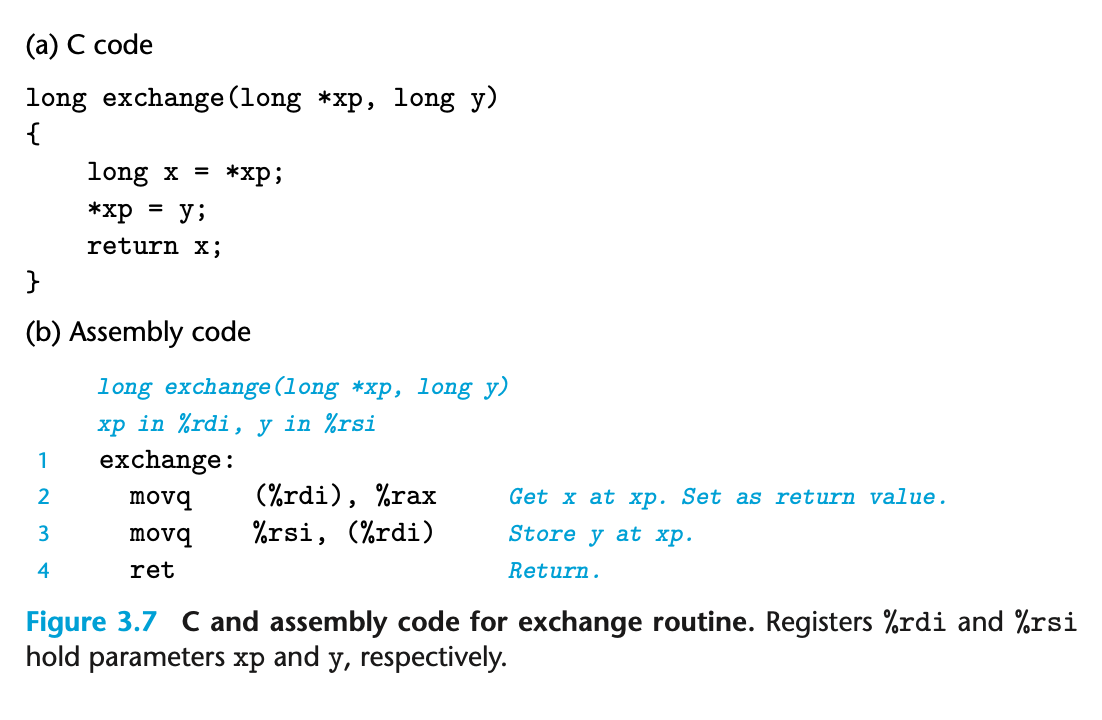 (a) C code
long exchange(long *xp, long y)
{
    long x = *xp;
    *xp = y;
    return x;
}
(b) Assembly code
long exchange(long *xp, long y)
xp in %rdi, y in %rsi
1 exchange:
2 movq (%rdi), %rax Get x at xp. Set as return value.
3 movq %rsi, (%rdi) Store y at xp.
4 ret Return.
Figure 3.7 C and assembly code for exchange routine. Registers %rdi and %rsi
hold parameters xp and y, respectively.